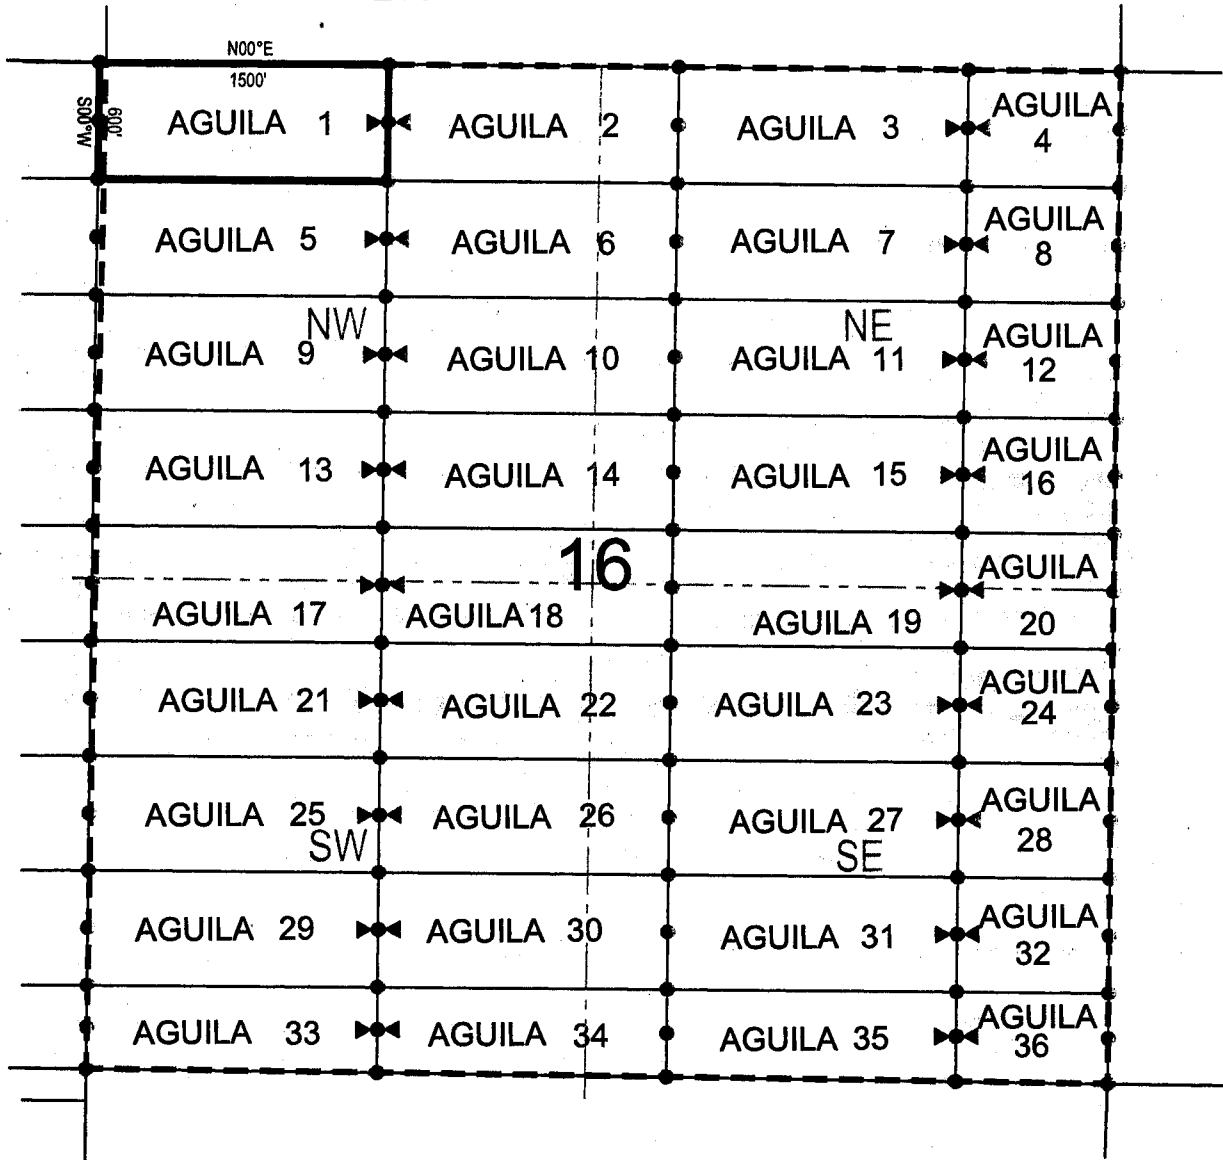 N00°E
1500'
S00°W
600'
AGUILA 1
AGUILA 2
AGUILA 3
AGUILA
4
AGUILA 5
AGUILA 6
AGUILA 7
AGUILA
8
NW
NE
AGUILA 9
AGUILA 10
AGUILA 11
AGUILA
12
AGUILA 13
AGUILA 14
AGUILA 15
AGUILA
16
16
AGUILA 17
AGUILA 18
AGUILA 19
AGUILA
20
AGUILA 21
AGUILA 22
AGUILA 23
AGUILA
24
AGUILA 25
AGUILA 26
AGUILA 27
AGUILA
28
SW
SE
AGUILA 29
AGUILA 30
AGUILA 31
AGUILA
32
AGUILA 33
AGUILA 34
AGUILA 35
AGUILA
36